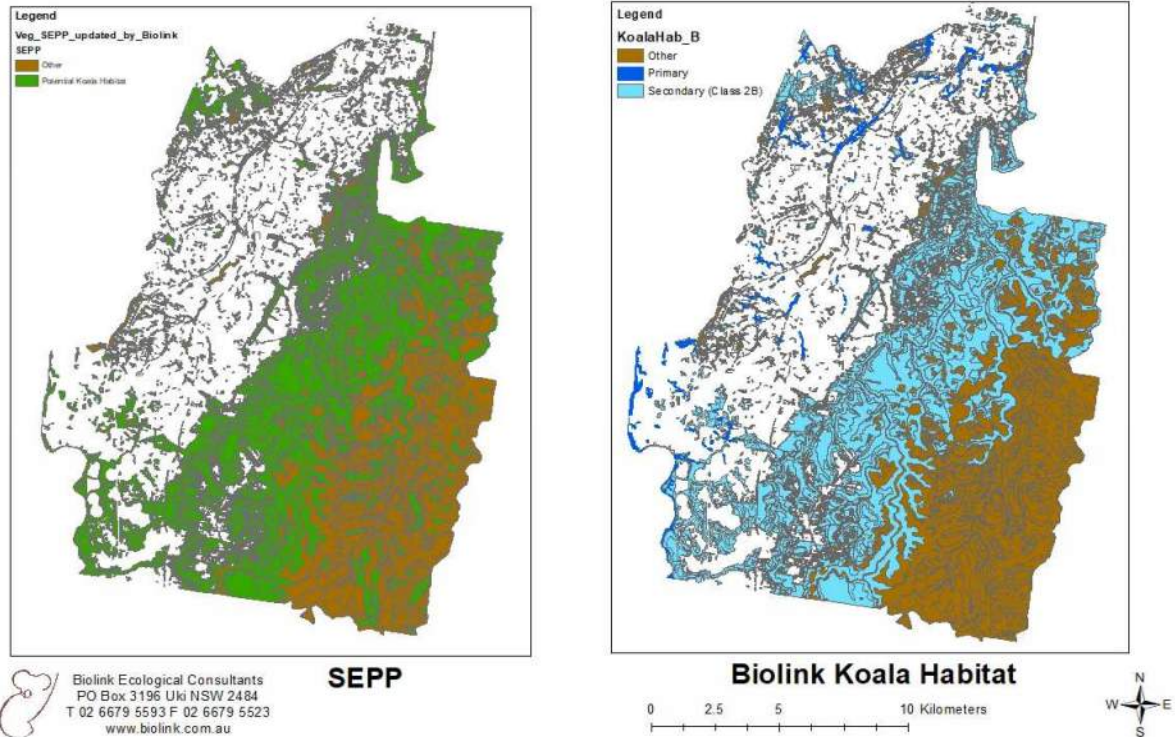 Legend
Veg_SEPP_updated_by_Biolink
SEPP
Other
Potential Koala Habitat
SEPP
Biolink Ecological Consultants
PO Box 3196 Uki NSW 2484
T 02 6679 5593 F 02 6679 5523
www.biolink.com.au
Legend
KoalaHab_B
Other
Primary
Secondary (Class 2B)
Biolink Koala Habitat
0 2.5 5 10 Kilometers
N
W E
S